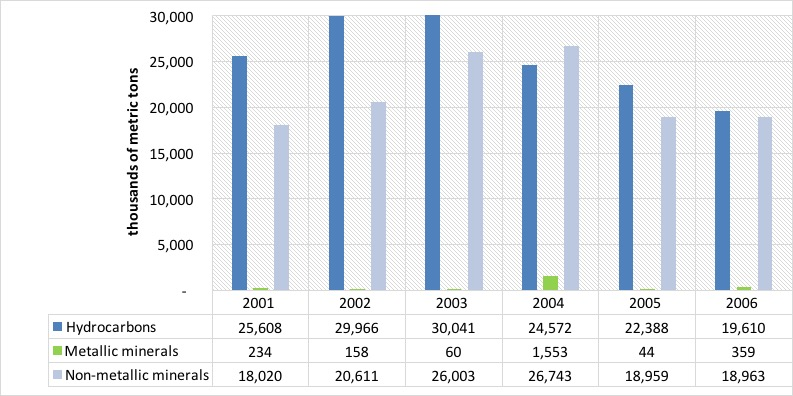 thousands of metric tons
30,000
25,000
20,000
15,000
10,000
5,000
-
2001 2002 2003 2004 2005 2006
Hydrocarbons 25,608 29,966 30,041 24,572 22,388 19,610
Metallic minerals 234 158 60 1,553 44 359
Non-metallic minerals 18,020 20,611 26,003 26,743 18,959 18,963